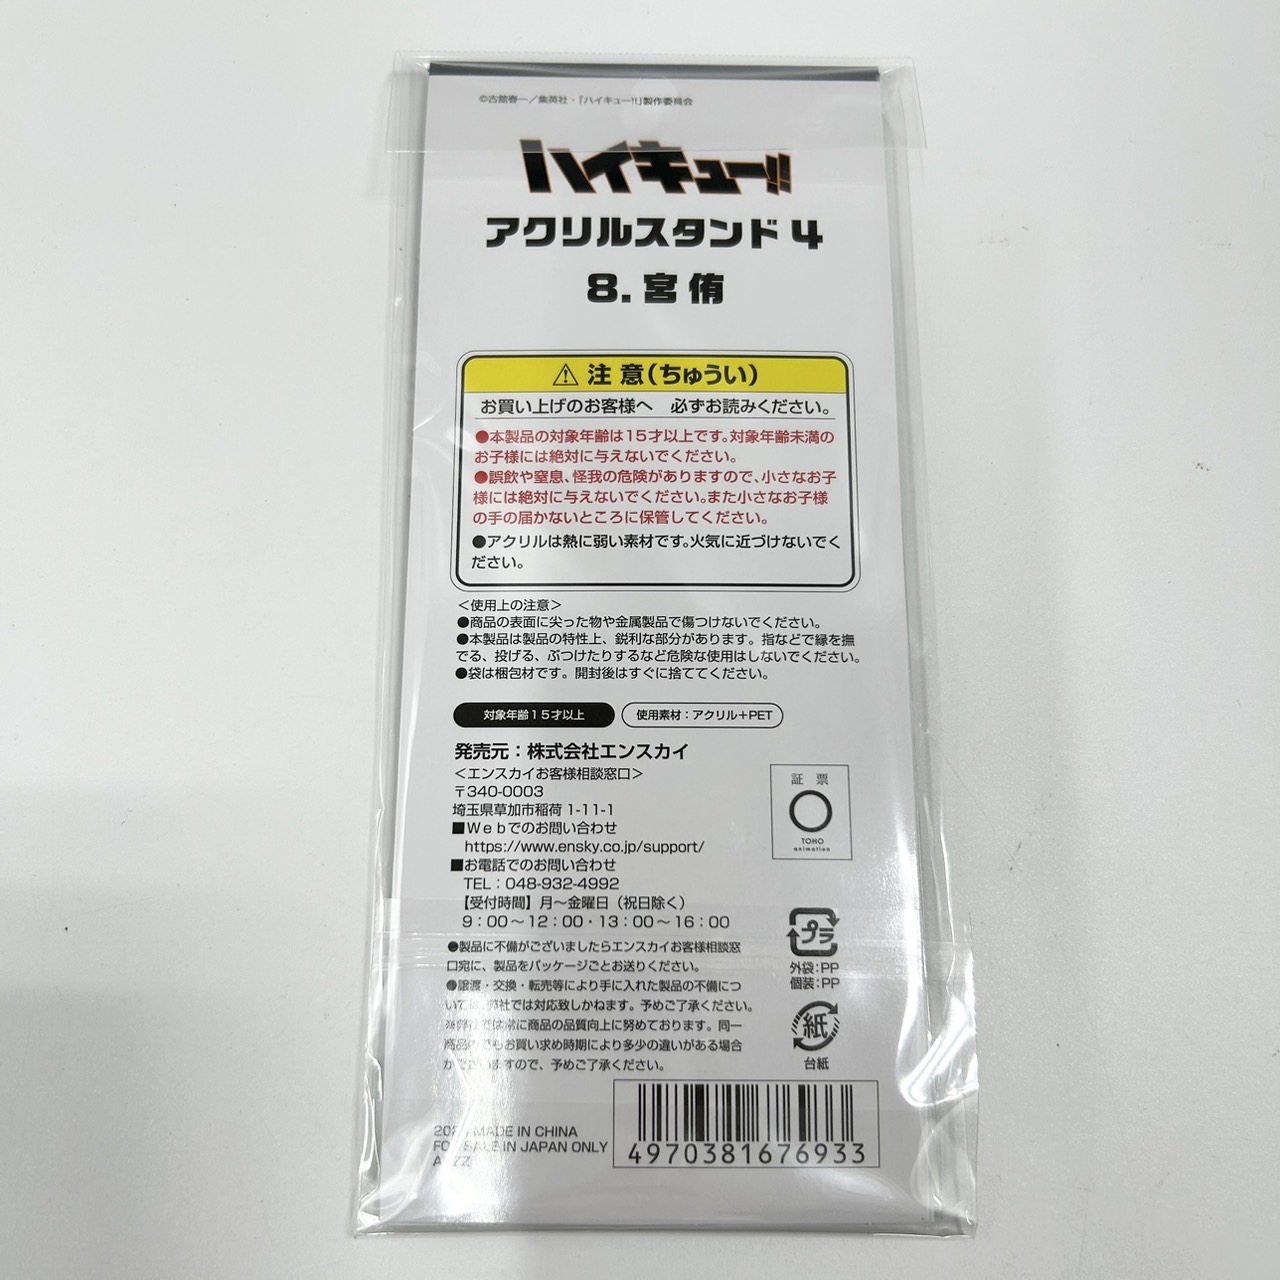 ©古舘春一／集英社・「ハイキュー!!」製作委員会
ハイキュー!!
アクリルスタンド4
8. 宮 侑
⚠ 注 意（ちゅうい）
お買い上げのお客様へ　必ずお読みください。
●本製品の対象年齢は15才以上です。対象年齢未満の
お子様には絶対に与えないでください。
●誤飲や窒息、怪我の危険がありますので、小さなお子
様には絶対に与えないでください。また小さなお子様
の手の届かないところに保管してください。
●アクリルは熱に弱い素材です。火気に近づけないでく
ださい。
＜使用上の注意＞
●商品の表面に尖った物や金属製品で傷つけないでください。
●本製品は製品の特性上、鋭利な部分があります。指などで縁を撫
でる、投げる、ぶつけたりするなど危険な使用はしないでください。
●袋は梱包材です。開封後はすぐに捨ててください。
対象年齢15才以上
使用素材：アクリル+PET
発売元：株式会社エンスカイ
＜エンスカイお客様相談窓口＞
〒340-0003
埼玉県草加市稲荷 1-11-1
■Ｗｅｂでのお問い合わせ
https://www.ensky.co.jp/support/
■お電話でのお問い合わせ
TEL：048-932-4992
【受付時間】月～金曜日（祝日除く）
9：00～12：00・13：00～16：00
証 票
TOHO
animation
●製品に不備がございましたらエンスカイお客様相談窓
口宛に、製品をパッケージごとお送りください。
●譲渡・交換・転売等により手に入れた製品の不備につ
いては、弊社では対応致しかねます。予めご了承ください。
※弊社では常に商品の品質向上に努めております。同一
商品内でもお買い求め時期により多少の違いがある場合
がございますので、予めご了承ください。
プラ
外袋：PP
個装：PP
紙
台紙
MADE IN CHINA
FOR SALE IN JAPAN ONLY
4970381676933